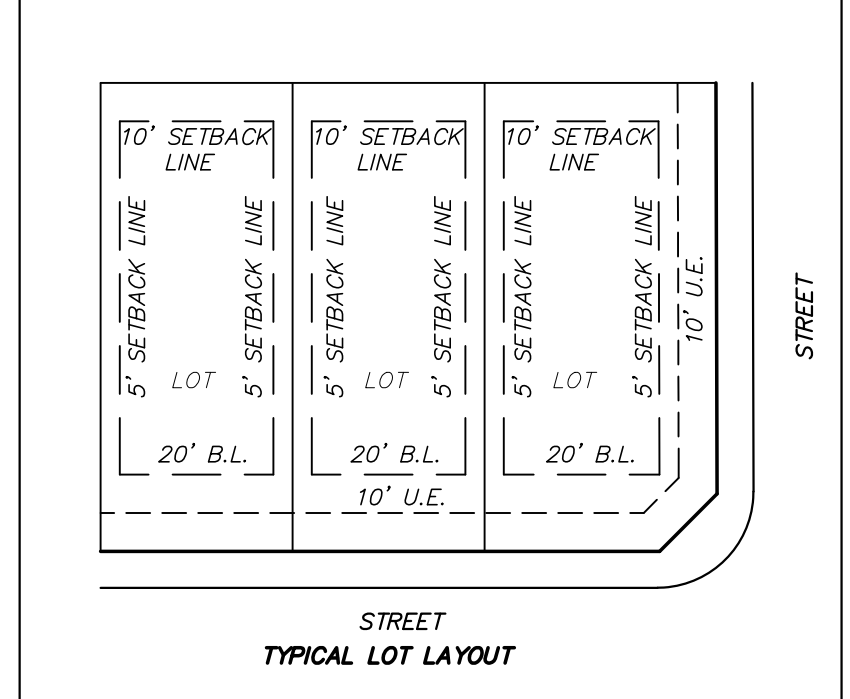 10' SETBACK
LINE
10' SETBACK
LINE
10' SETBACK
LINE
5' SETBACK LINE
5' SETBACK LINE
5' SETBACK LINE
5' SETBACK LINE
5' SETBACK LINE
5' SETBACK LINE
10' U.E.
STREET
LOT
LOT
LOT
20' B.L.
20' B.L.
20' B.L.
10' U.E.
STREET
TYPICAL LOT LAYOUT